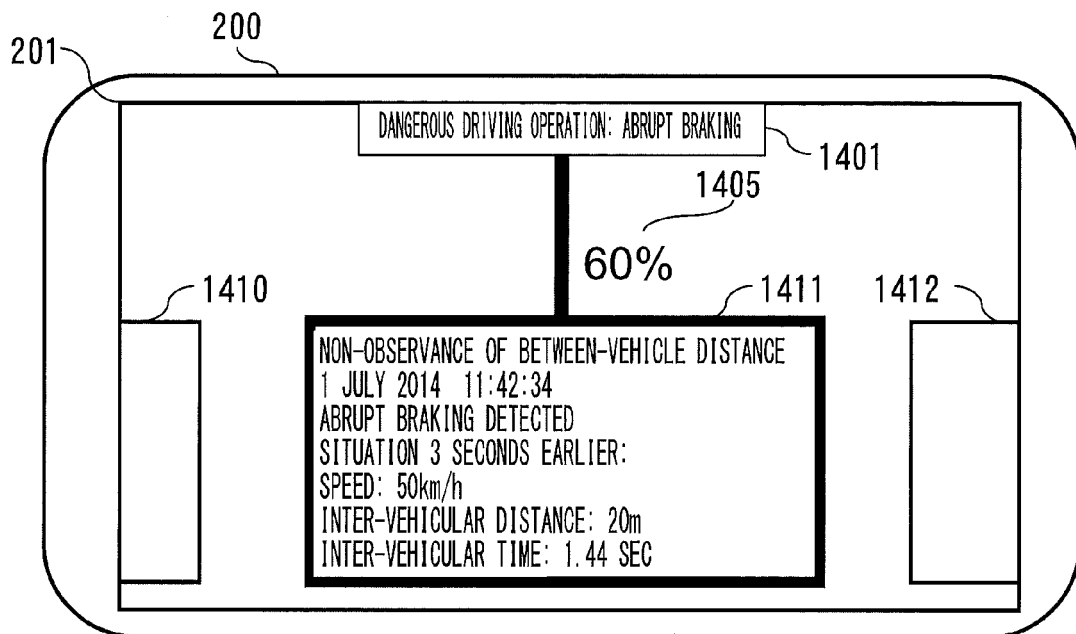 200
201
DANGEROUS DRIVING OPERATION: ABRUPT BRAKING
1401
1405
60%
1410
1411
1412
NON-OBSERVANCE OF BETWEEN-VEHICLE DISTANCE
1 JULY 2014 11:42:34
ABRUPT BRAKING DETECTED
SITUATION 3 SECONDS EARLIER:
SPEED: 50km/h
INTER-VEHICULAR DISTANCE: 20m
INTER-VEHICULAR TIME: 1.44 SEC